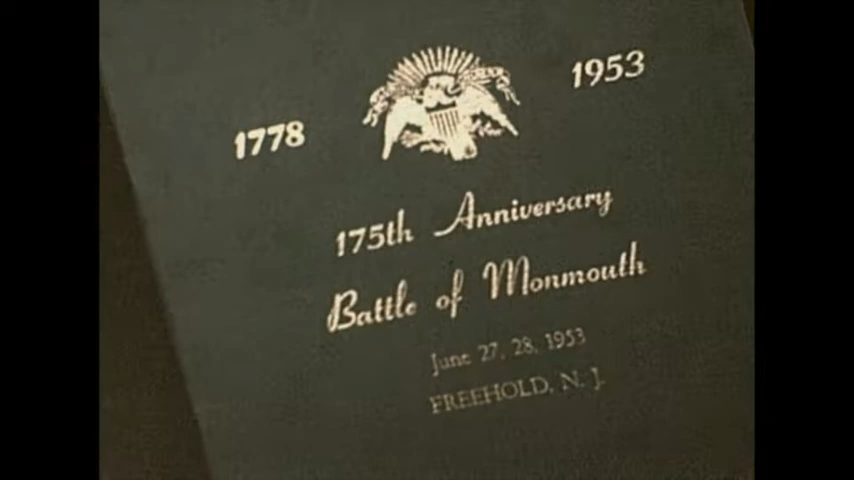 1778 1953
175th Anniversary
Battle of Monmouth
June 27, 28, 1953
FREEHOLD, N. J.